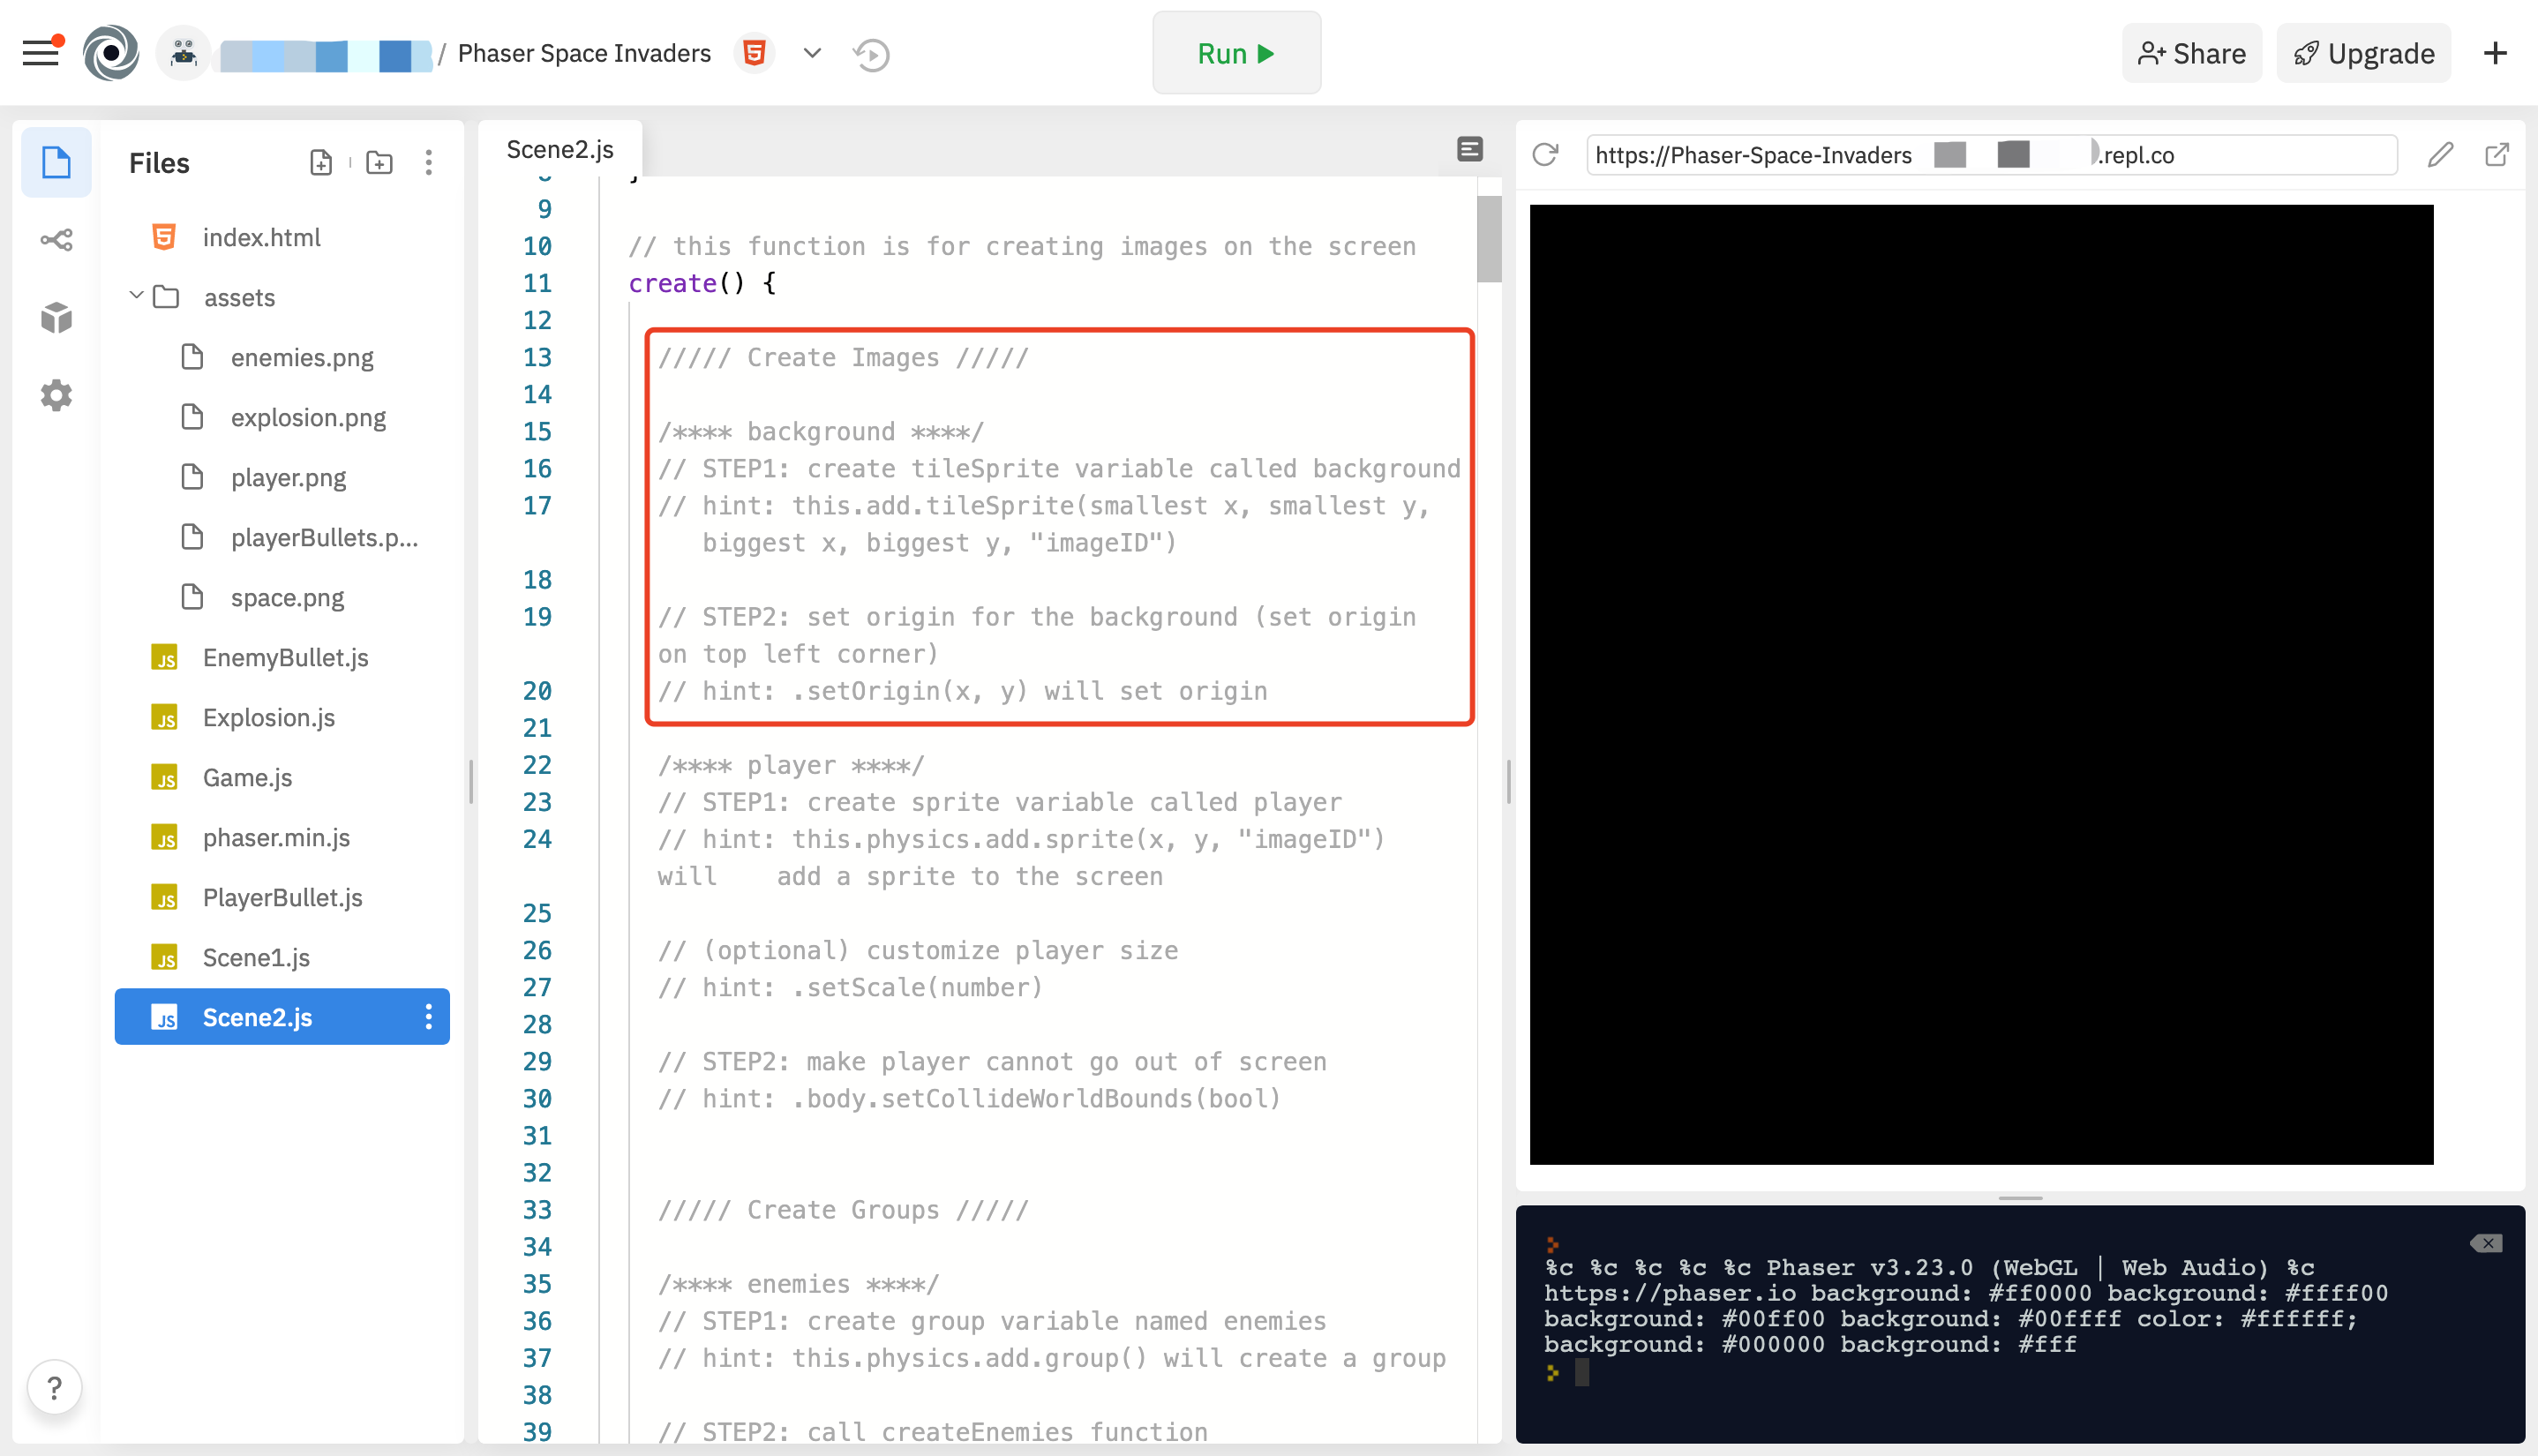 / Phaser Space Invaders
Run
Share
Upgrade
Files
index.html
assets
enemies.png
explosion.png
player.png
playerBullets.p...
space.png
JS EnemyBullet.js
JS Explosion.js
JS Game.js
JS phaser.min.js
JS PlayerBullet.js
JS Scene1.js
JS Scene2.js
?
Scene2.js
8 }
9
10 // this function is for creating images on the screen
11 create() {
12
13 ///// Create Images /////
14
15 /**** background ****/
16 // STEP1: create tileSprite variable called background
17 // hint: this.add.tileSprite(smallest x, smallest y,
biggest x, biggest y, "imageID")
18
19 // STEP2: set origin for the background (set origin
on top left corner)
20 // hint: .setOrigin(x, y) will set origin
21
22 /**** player ****/
23 // STEP1: create sprite variable called player
24 // hint: this.physics.add.sprite(x, y, "imageID")
will    add a sprite to the screen
25
26 // (optional) customize player size
27 // hint: .setScale(number)
28
29 // STEP2: make player cannot go out of screen
30 // hint: .body.setCollideWorldBounds(bool)
31
32
33 ///// Create Groups /////
34
35 /**** enemies ****/
36 // STEP1: create group variable named enemies
37 // hint: this.physics.add.group() will create a group
38
39 // STEP2: call createEnemies function
https://Phaser-Space-Invaders .repl.co
%c %c %c %c %c Phaser v3.23.0 (WebGL | Web Audio) %c
https://phaser.io background: #ff0000 background: #ffff00
background: #00ff00 background: #00ffff color: #ffffff;
background: #000000 background: #fff